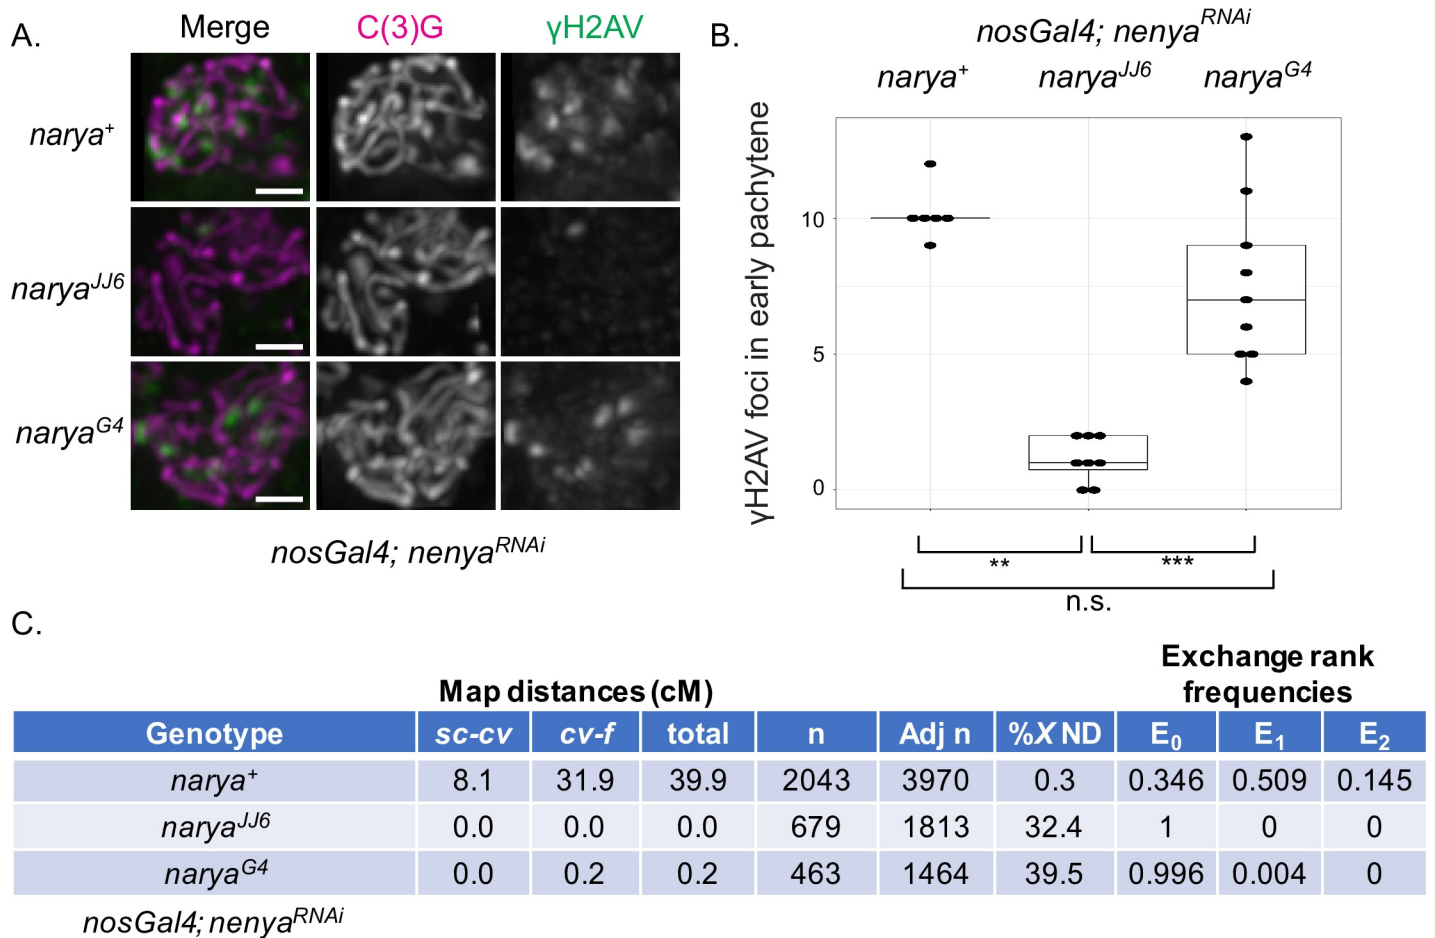 A.
Merge C(3)G γH2AV
narya+
naryaJJ6
naryaG4
nosGal4; nenyaRNAi
B.
nosGal4; nenyaRNAi
narya+ naryaJJ6 naryaG4
γH2AV foci in early pachytene
10
5
0
** ***
n.s.
C.
Map distances (cM) Exchange rank frequencies
Genotype sc-cv cv-f total n Adj n %X ND E0 E1 E2
narya+ 8.1 31.9 39.9 2043 3970 0.3 0.346 0.509 0.145
naryaJJ6 0.0 0.0 0.0 679 1813 32.4 1 0 0
naryaG4 0.0 0.2 0.2 463 1464 39.5 0.996 0.004 0
nosGal4; nenyaRNAi